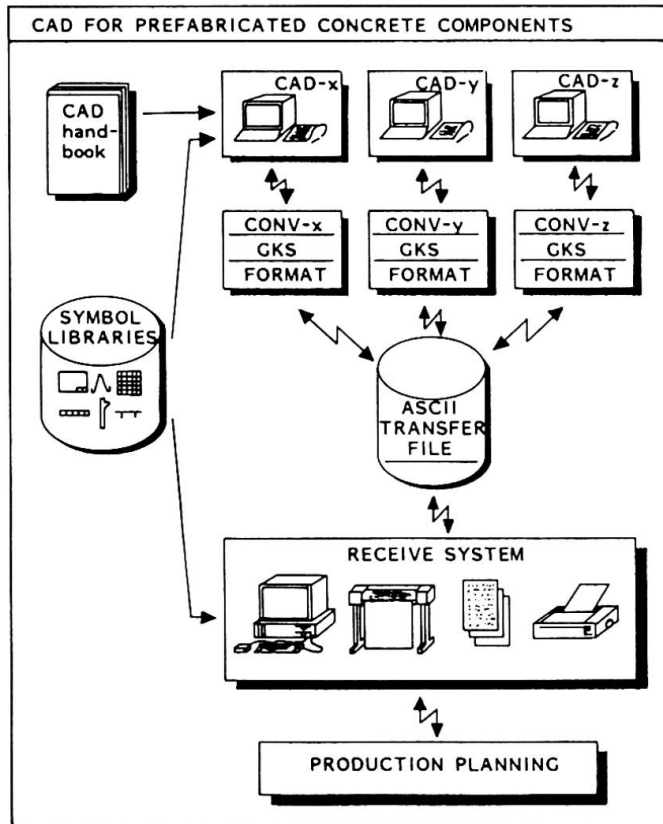 CAD FOR PREFABRICATED CONCRETE COMPONENTS
CAD
hand-
book
CAD-x
CAD-y
CAD-z
CONV-x
GKS
FORMAT
CONV-y
GKS
FORMAT
CONV-z
GKS
FORMAT
SYMBOL
LIBRARIES
ASCII
TRANSFER
FILE
RECEIVE SYSTEM
PRODUCTION PLANNING